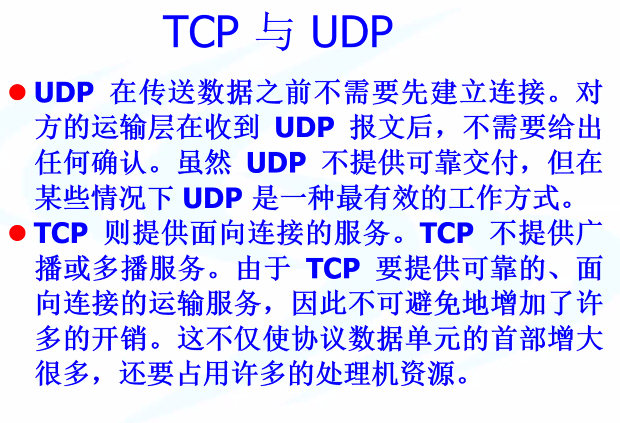 TCP 与 UDP
UDP 在传送数据之前不需要先建立连接。对
方的运输层在收到 UDP 报文后，不需要给出
任何确认。虽然 UDP 不提供可靠交付，但在
某些情况下 UDP 是一种最有效的工作方式。
TCP 则提供面向连接的服务。TCP 不提供广
播或多播服务。由于 TCP 要提供可靠的、面
向连接的运输服务，因此不可避免地增加了许
多的开销。这不仅使协议数据单元的首部增大
很多，还要占用许多的处理机资源。